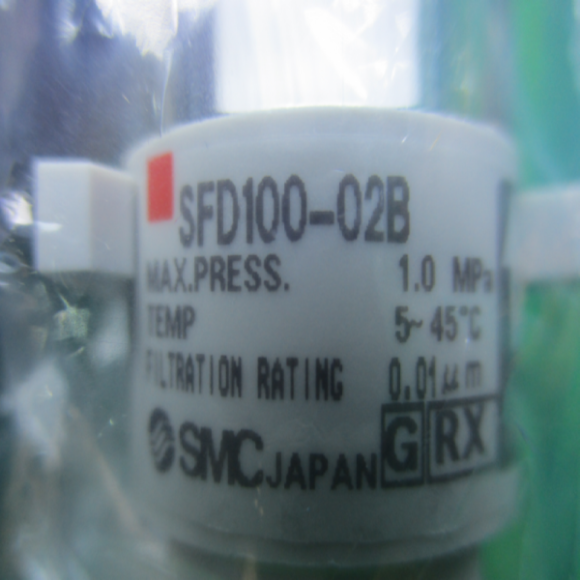 SFD100-02B
MAX.PRESS. 1.0 MPa
TEMP 5~45°C
FILTRATION RATING 0.01μm
SMC JAPAN G RX